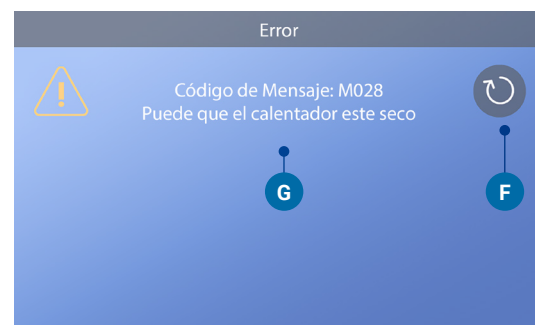 Error
Código de Mensaje: M028
Puede que el calentador este seco
G
F